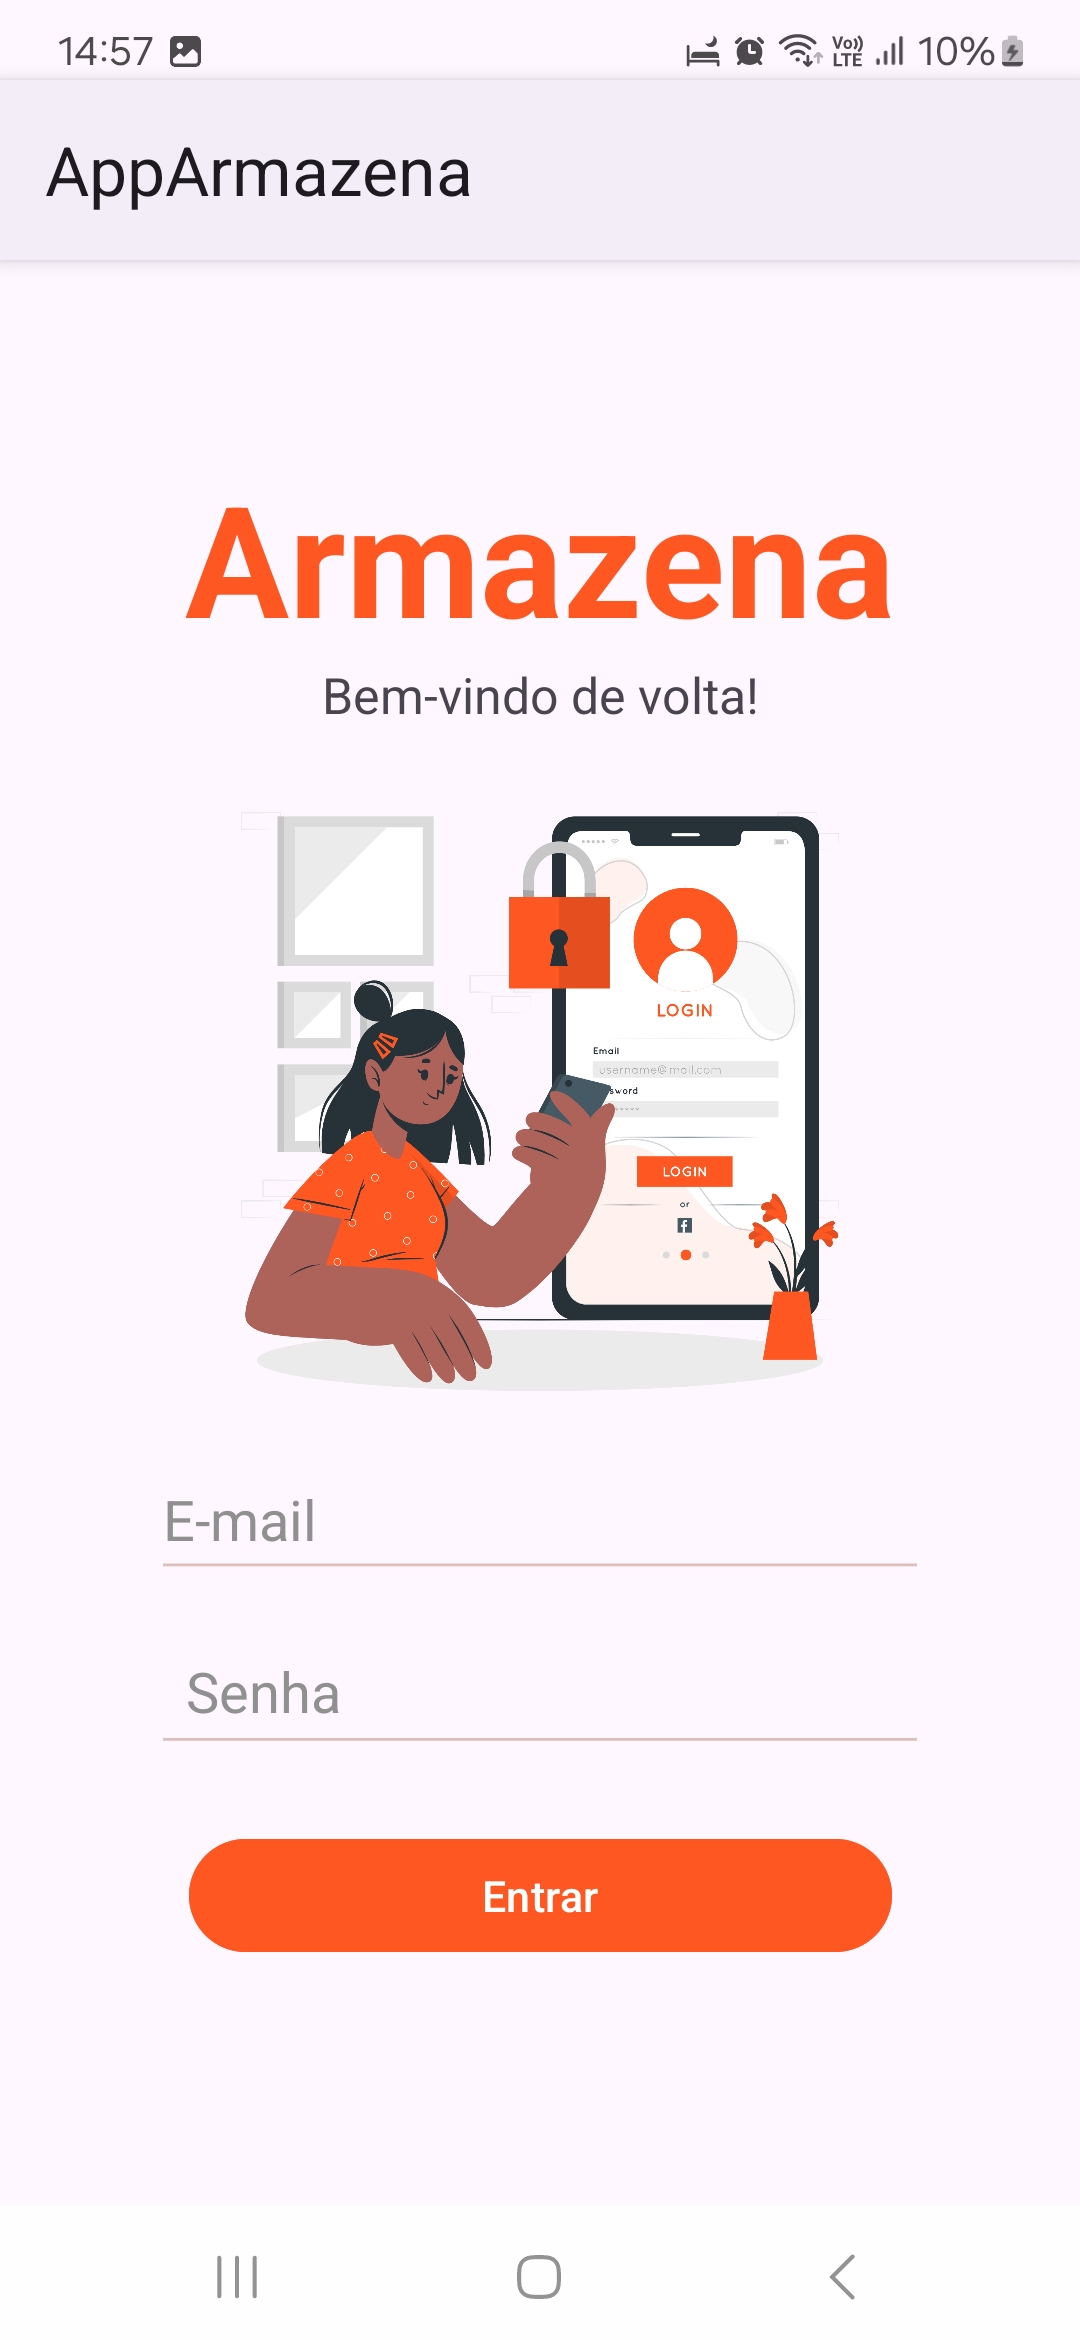 14:57 Vo)) LTE 10%
AppArmazena
Armazena
Bem-vindo de volta!
LOGIN
Email
username@mail.com
sword
*****
LOGIN
or
E-mail
Senha
Entrar